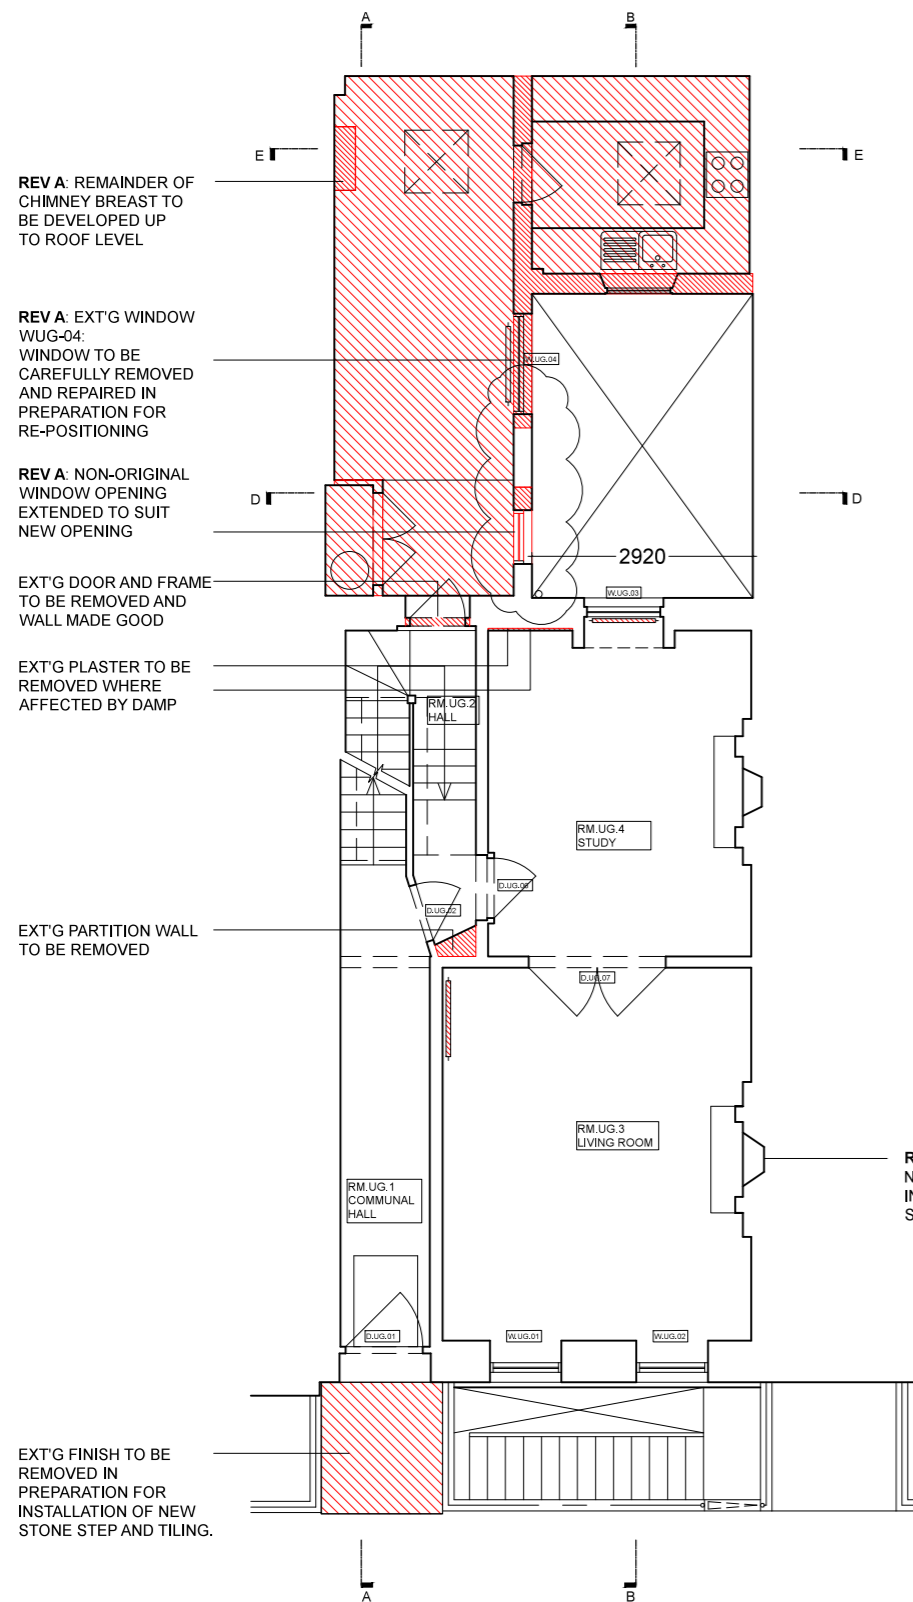 A
B
E
E
REV A: REMAINDER OF
CHIMNEY BREAST TO
BE DEVELOPED UP
TO ROOF LEVEL
REV A: EXT'G WINDOW
WUG-04:
WINDOW TO BE
CAREFULLY REMOVED
AND REPAIRED IN
PREPARATION FOR
RE-POSITIONING
W.UG.04
REV A: NON-ORIGINAL
WINDOW OPENING
EXTENDED TO SUIT
NEW OPENING
D
D
2920
EXT'G DOOR AND FRAME
TO BE REMOVED AND
WALL MADE GOOD
W.UG.03
EXT'G PLASTER TO BE
REMOVED WHERE
AFFECTED BY DAMP
RM.UG.2
HALL
RM.UG.4
STUDY
D.UG.02
EXT'G PARTITION WALL
TO BE REMOVED
D.UG.07
RM.UG.3
LIVING ROOM
R
N
IN
S
RM.UG.1
COMMUNAL
HALL
D.UG.01
W.UG.01
W.UG.02
EXT'G FINISH TO BE
REMOVED IN
PREPARATION FOR
INSTALLATION OF NEW
STONE STEP AND TILING.
A
B